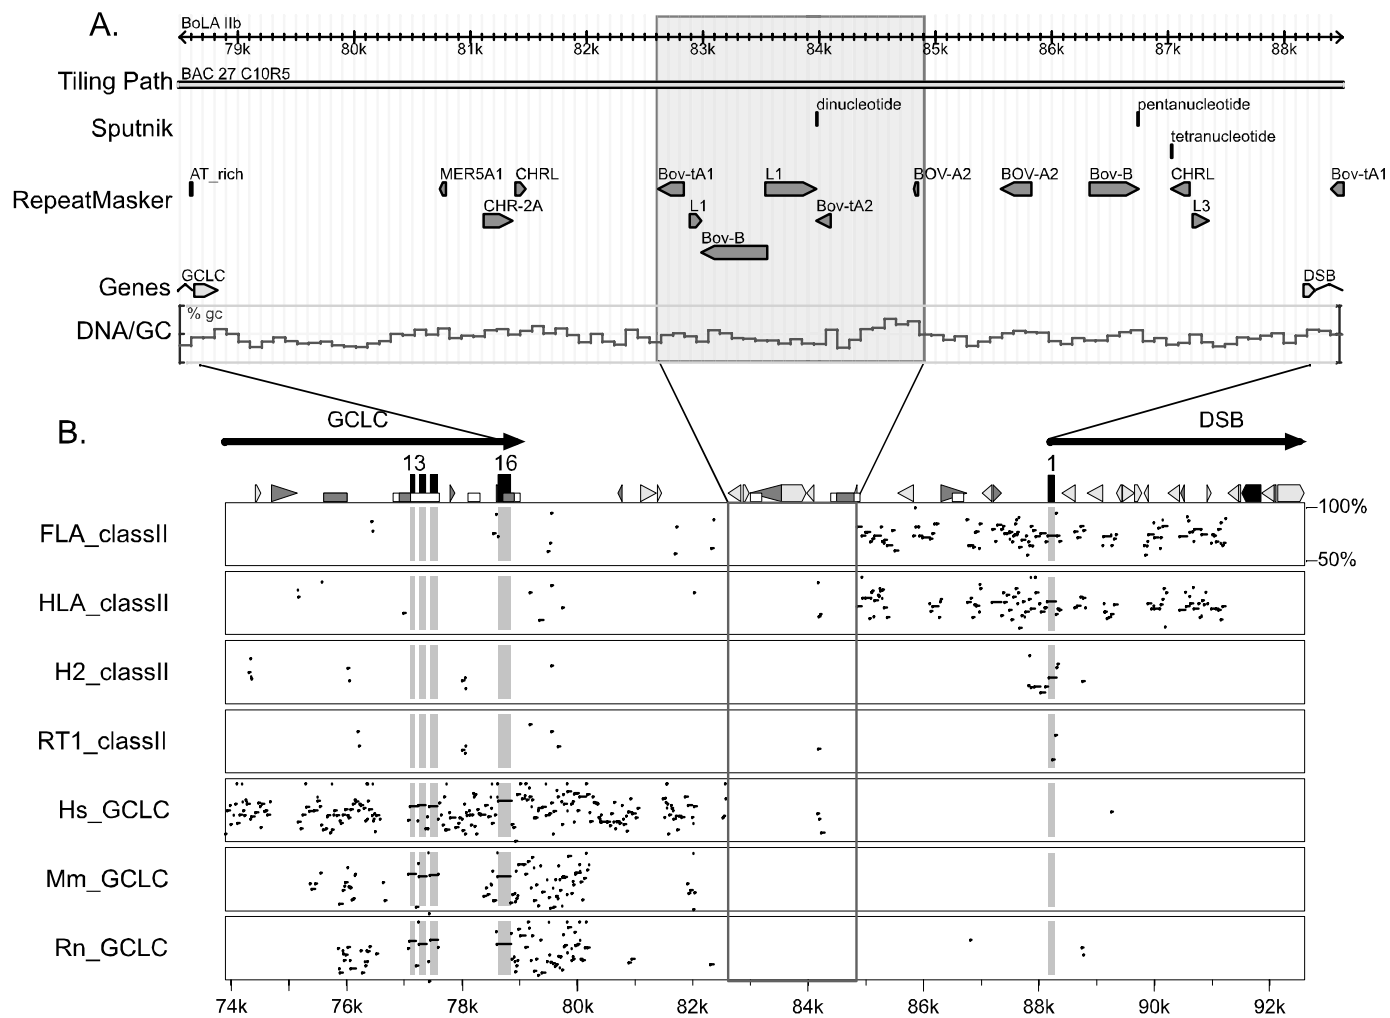 A.
BoLA IIb
79k 80k 81k 82k 83k 84k 85k 86k 87k 88k
Tiling Path BAC 27 C10R5
dinucleotide pentanucleotide
Sputnik
tetranucleotide
AT_rich MER5A1 CHRL Bov-tA1 L1 BOV-A2 BOV-A2 Bov-B CHRL Bov-tA1
RepeatMasker
CHR-2A L1 Bov-tA2 L3
Bov-B
Genes GCLC DSB
% gc
DNA/GC
B.
GCLC DSB
13 16 1
FLA_classII 100%
50%
HLA_classII
H2_classII
RT1_classII
Hs_GCLC
Mm_GCLC
Rn_GCLC
74k 76k 78k 80k 82k 84k 86k 88k 90k 92k